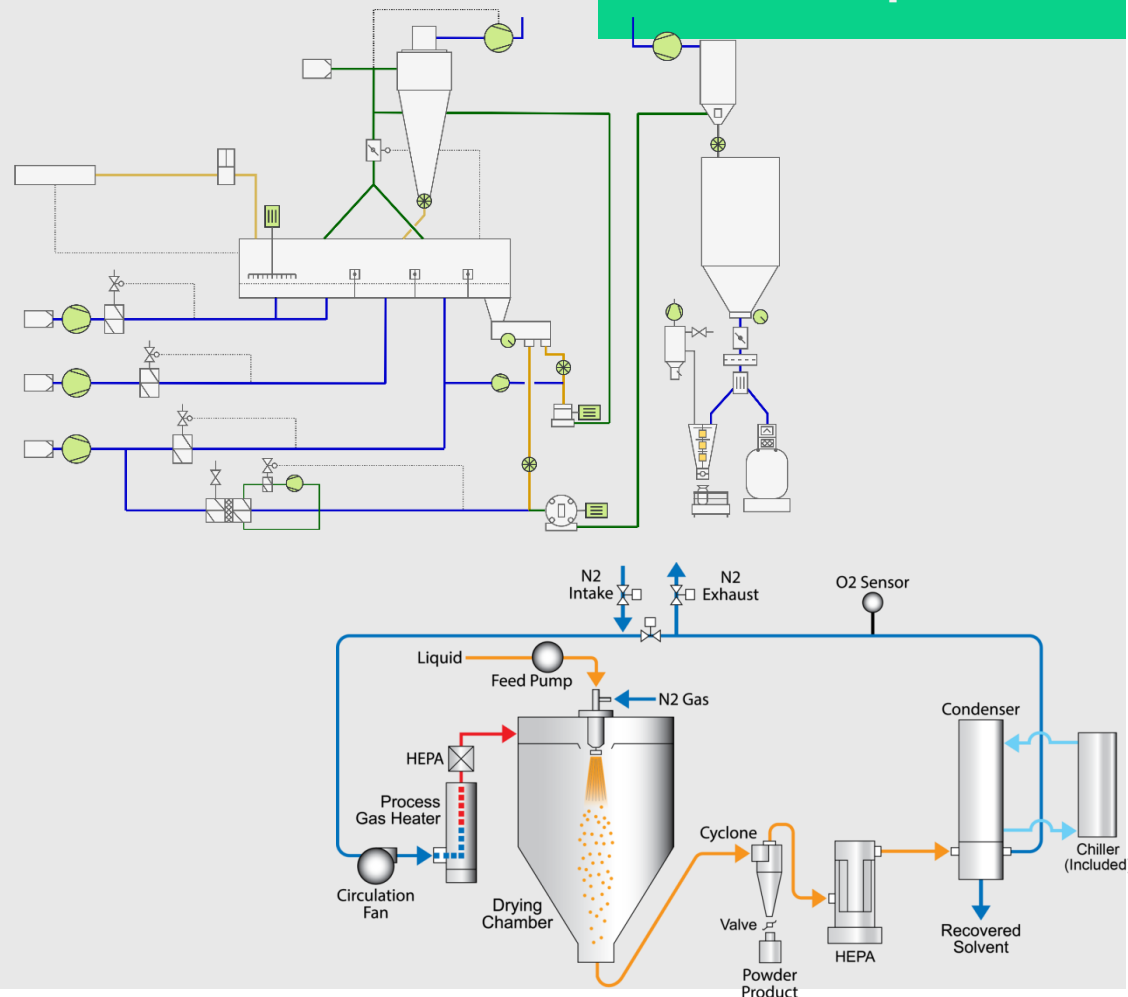 N2
Intake
N2
Exhaust
O2 Sensor
Liquid
Feed Pump
N2 Gas
Condenser
HEPA
Process
Gas Heater
Cyclone
Chiller
(Included)
Circulation
Fan
Drying
Chamber
Valve
HEPA
Recovered
Solvent
Powder
Product